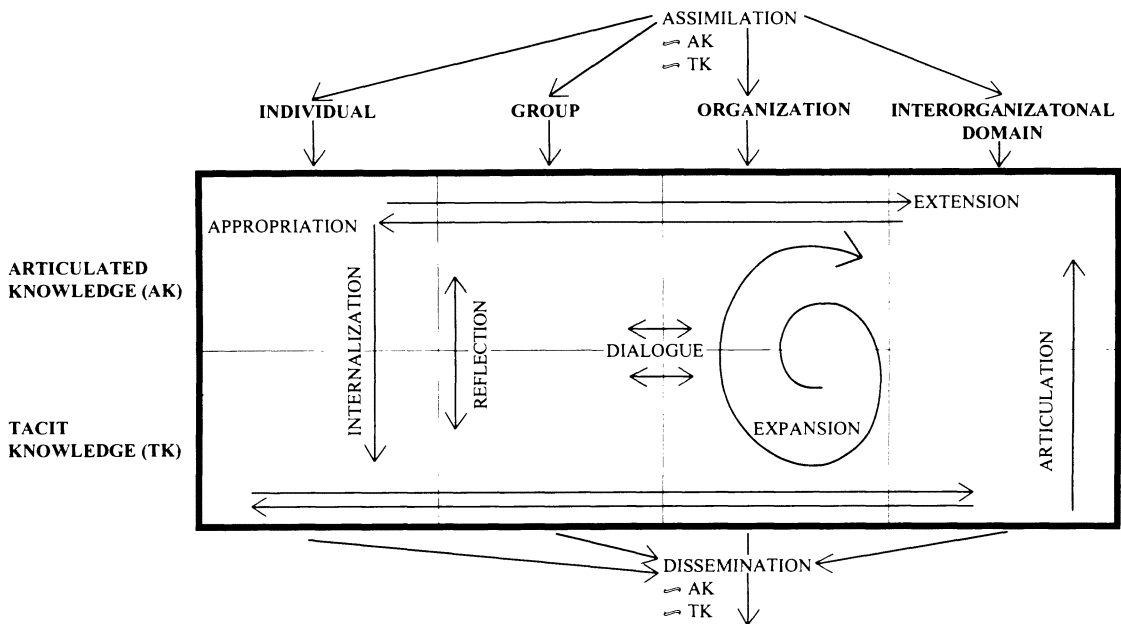 ASSIMILATION
∽ AK
∽ TK
INDIVIDUAL
GROUP
ORGANIZATION
INTERORGANIZATONAL
DOMAIN
EXTENSION
APPROPRIATION
ARTICULATED
KNOWLEDGE (AK)
INTERNALIZATION
REFLECTION
DIALOGUE
EXPANSION
ARTICULATION
TACIT
KNOWLEDGE (TK)
DISSEMINATION
∽ AK
∽ TK